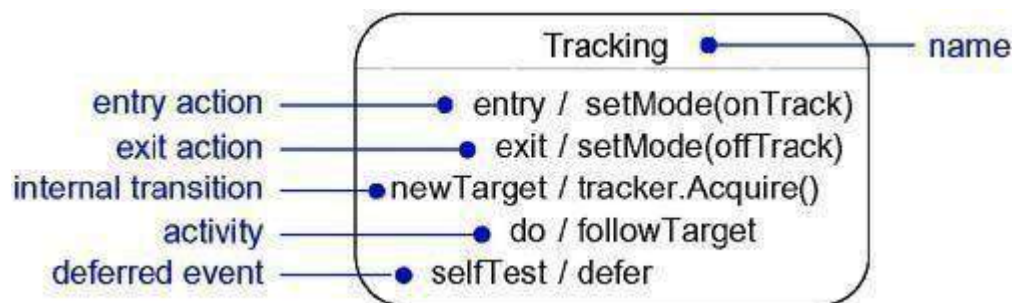 Tracking name
entry action entry / setMode(onTrack)
exit action exit / setMode(offTrack)
internal transition newTarget / tracker.Acquire()
activity do / followTarget
deferred event selfTest / defer